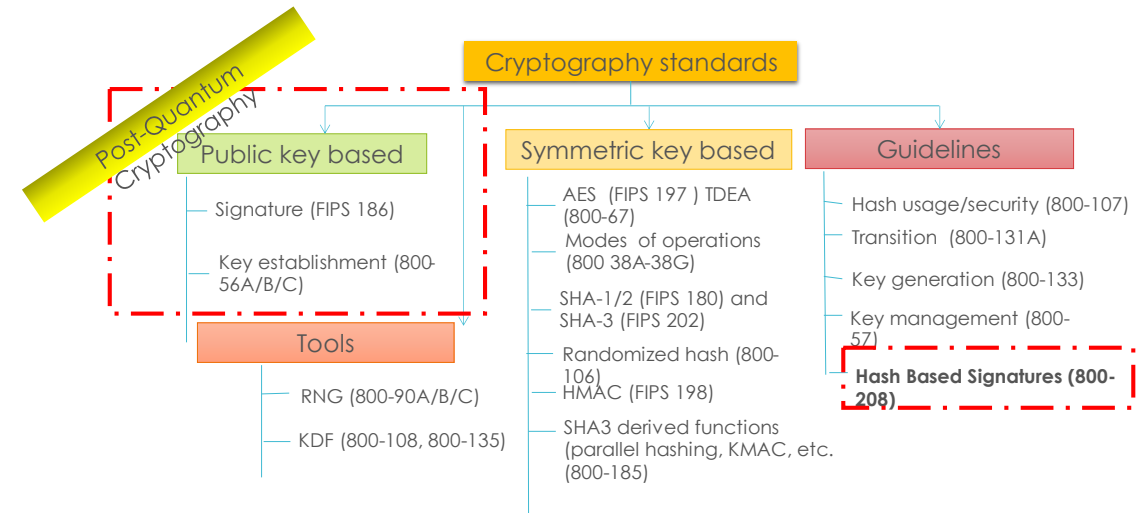 Cryptography standards
Post-Quantum
Cryptography
Public key based
Signature (FIPS 186)
Key establishment (800-
56A/B/C)
Tools
RNG (800-90A/B/C)
KDF (800-108, 800-135)
Symmetric key based
AES  (FIPS 197 ) TDEA
(800-67)
Modes  of operations
(800 38A-38G)
SHA-1/2 (FIPS 180) and
SHA-3 (FIPS 202)
Randomized hash (800-
106)
HMAC (FIPS 198)
SHA3 derived functions
(parallel hashing, KMAC, etc.
(800-185)
Guidelines
Hash usage/security (800-107)
Transition  (800-131A)
Key generation (800-133)
Key management (800-
57)
Hash Based Signatures (800-
208)